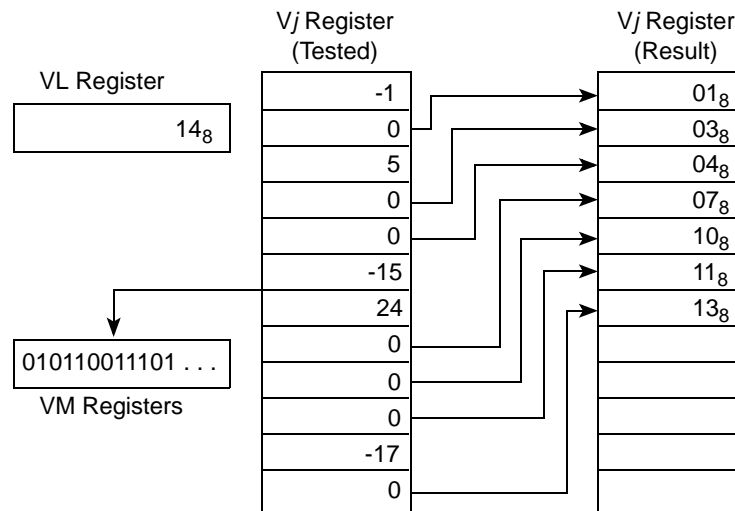 Vj Register
(Tested)
Vj Register
(Result)
VL Register
14₈
-1
0
5
0
0
-15
24
0
0
0
-17
0
01₈
03₈
04₈
07₈
10₈
11₈
13₈
010110011101 . . .
VM Registers